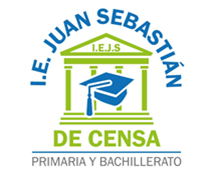 I.E. JUAN SEBASTIÁN
I.E.J.S
DE CENSA
PRIMARIA Y BACHILLERATO